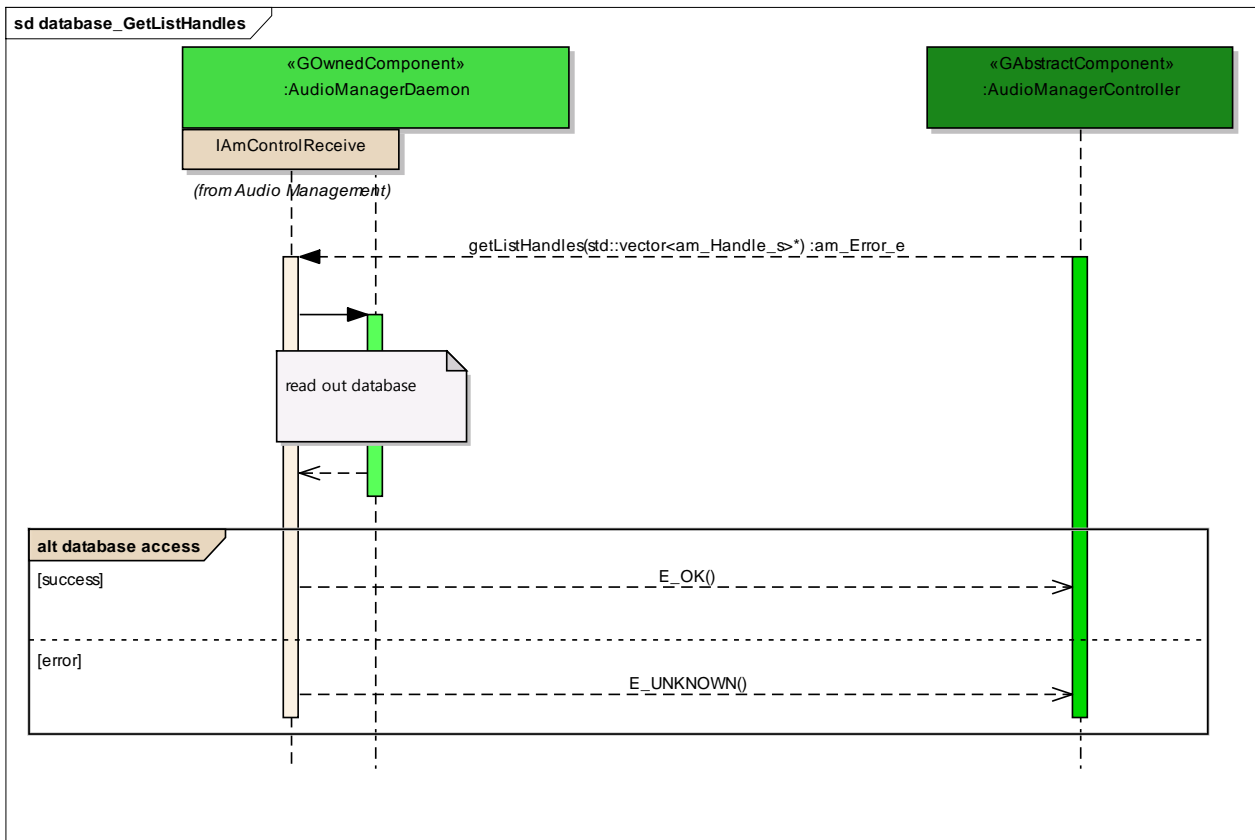 sd database_GetListHandles
«GOwnedComponent»
:AudioManagerDaemon
«GAbstractComponent»
:AudioManagerController
IAmControlReceive
(from Audio Management)
getListHandles(std::vector<am_Handle_s>*) :am_Error_e
read out database
alt database access
[success]
E_OK()
[error]
E_UNKNOWN()